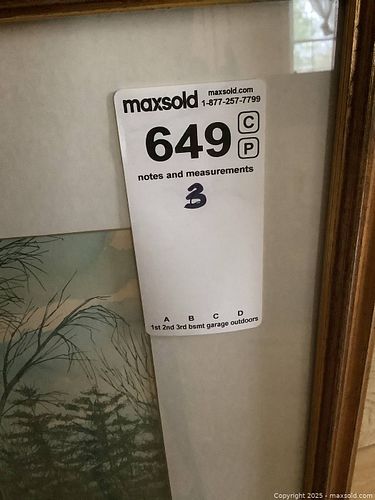 maxsold maxsold.com
1-877-257-7799
649 C
P
notes and measurements
3
A B C D
1st 2nd 3rd bsmt garage outdoors
Copyright 2025 - maxsold.com